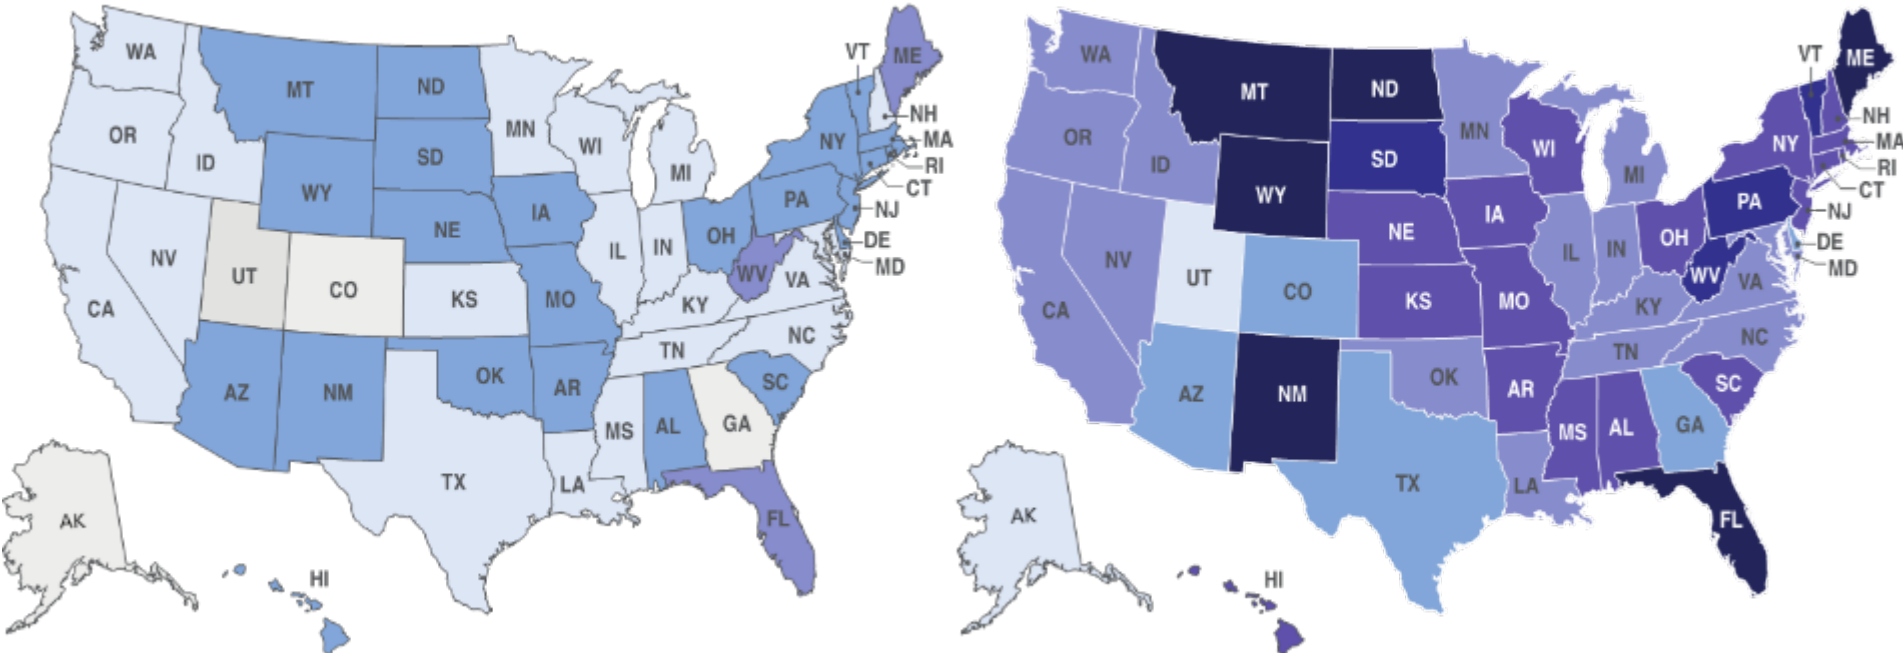 WA
MT
ND
MN
VT
ME
OR
ID
SD
WI
MI
NY
NH
MA
RI
CT
WY
IA
PA
NJ
NE
OH
DE
MD
NV
UT
CO
IL
IN
WV
VA
CA
KS
MO
KY
NC
TN
AZ
NM
OK
AR
SC
MS
AL
GA
TX
LA
FL
AK
HI
WA
MT
ND
MN
VT
ME
OR
ID
SD
WI
MI
NY
NH
MA
RI
CT
WY
IA
PA
NJ
NE
OH
DE
MD
NV
UT
CO
IL
IN
WV
VA
CA
KS
MO
KY
NC
TN
AZ
NM
OK
AR
SC
MS
AL
GA
TX
LA
FL
AK
HI